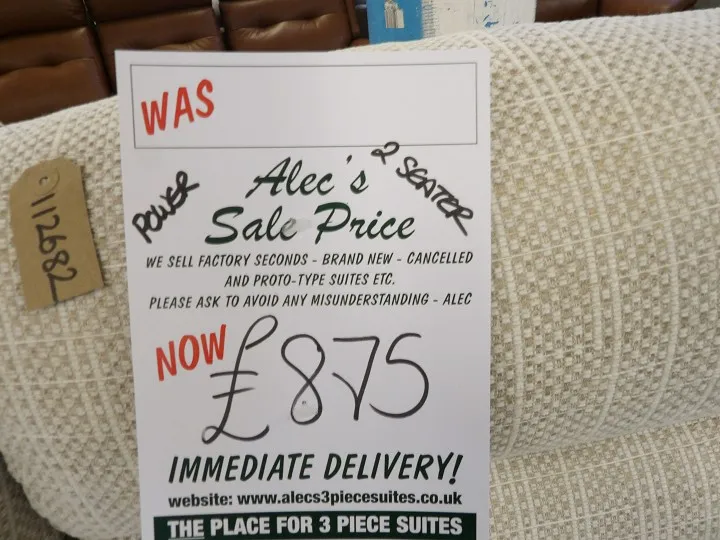 WAS
POWER
2 SEATER
Alec's
Sale Price
WE SELL FACTORY SECONDS - BRAND NEW - CANCELLED
AND PROTO-TYPE SUITES ETC.
PLEASE ASK TO AVOID ANY MISUNDERSTANDING - ALEC
NOW £875
IMMEDIATE DELIVERY!
website: www.alecs3piecesuites.co.uk
THE PLACE FOR 3 PIECE SUITES
112682